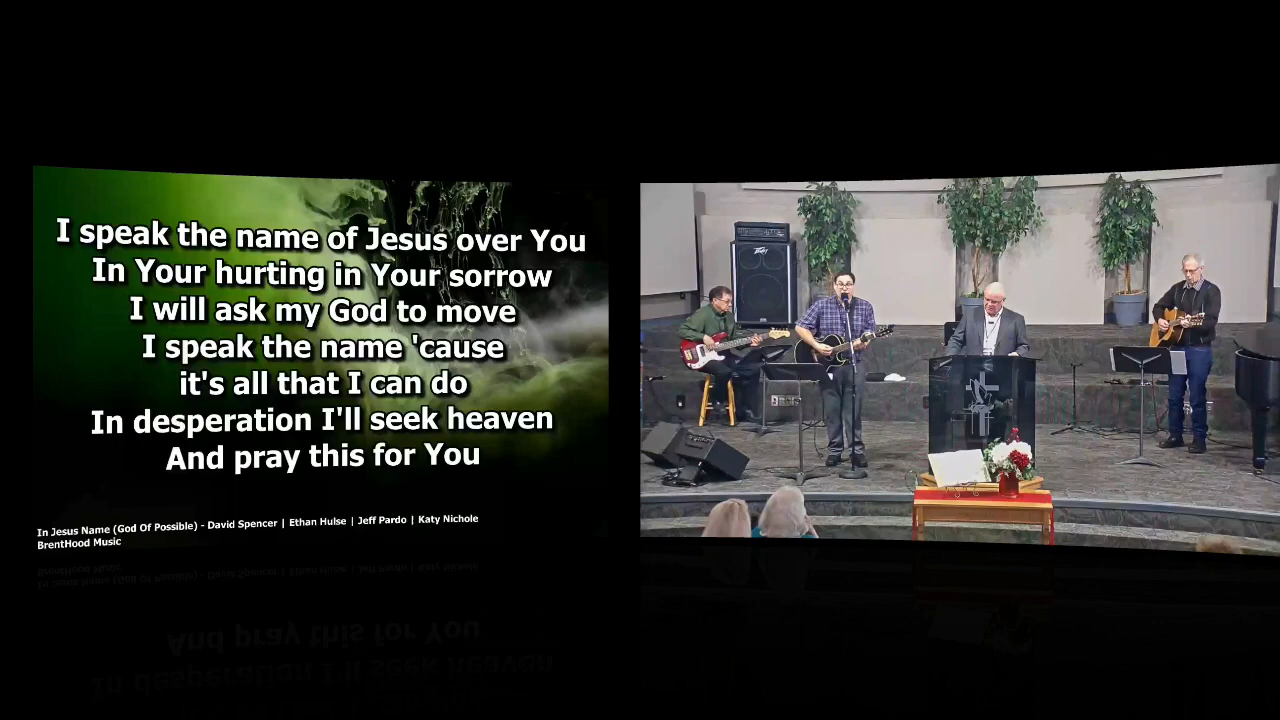 I speak the name of Jesus over You
In Your hurting in Your sorrow
I will ask my God to move
I speak the name 'cause
it's all that I can do
In desperation I'll seek heaven
And pray this for You
In Jesus Name (God Of Possible) - David Spencer | Ethan Hulse | Jeff Pardo | Katy Nichole
BrentHood Music
PEAVEY